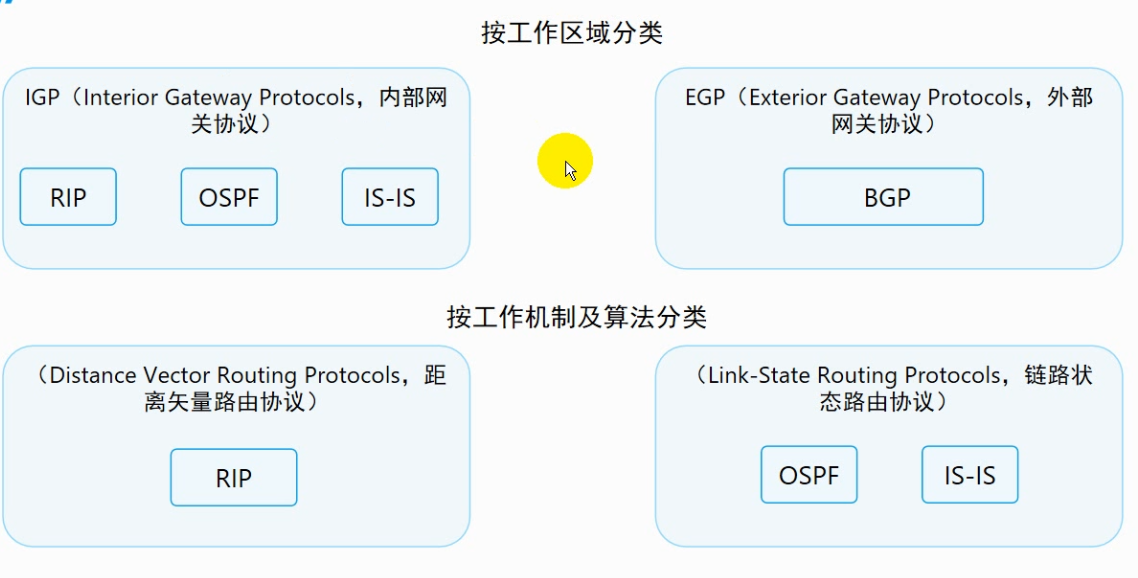 按工作区域分类
IGP（Interior Gateway Protocols，内部网
关协议）
RIP
OSPF
IS-IS
EGP（Exterior Gateway Protocols，外部
网关协议）
BGP
按工作机制及算法分类
（Distance Vector Routing Protocols，距
离矢量路由协议）
RIP
（Link-State Routing Protocols，链路状
态路由协议）
OSPF
IS-IS